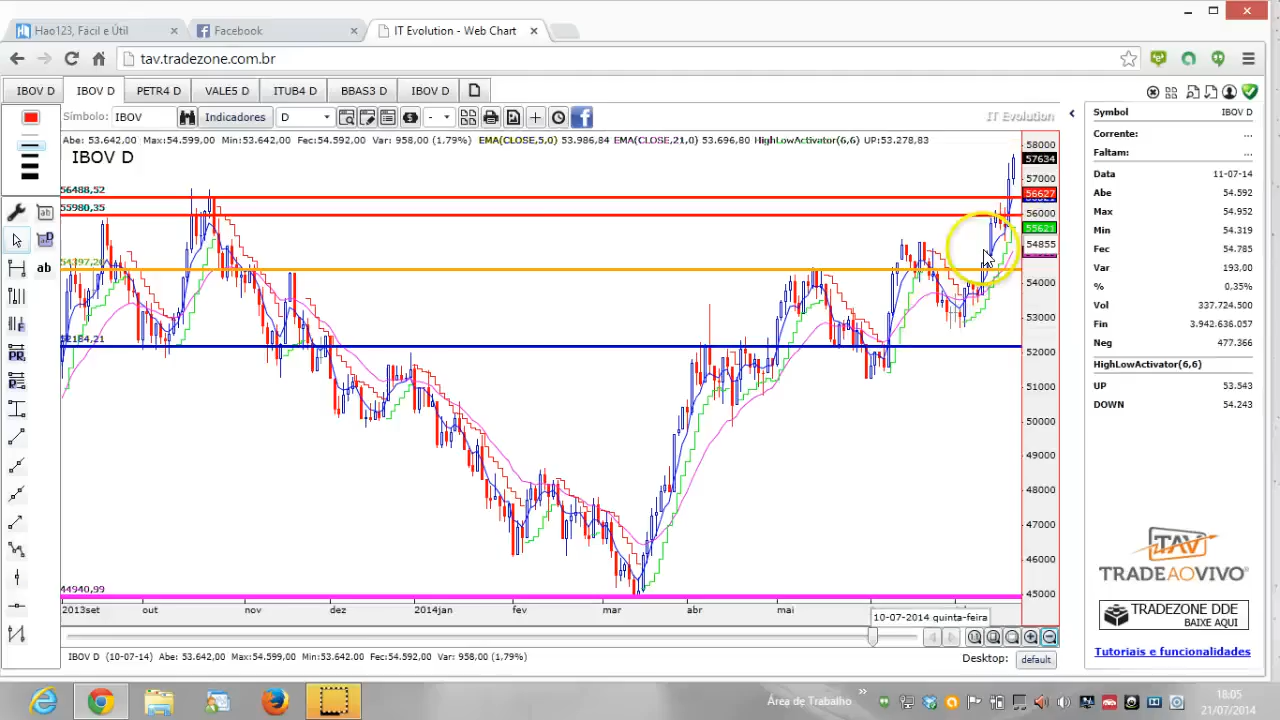 Hao123, Fácil e Útil
Facebook
IT Evolution - Web Chart
tav.tradezone.com.br
IBOV D
IBOV D
PETR4 D
VALE5 D
ITUB4 D
BBAS3 D
IBOV D
Símbolo: IBOV
Indicadores
D
IT Evolution
Abe: 53.642,00 Max:54.599,00 Min:53.642,00 Fec:54.592,00 Var: 958,00 (1.79%) EMA(CLOSE,5,0) 53.986,84 EMA(CLOSE,21,0) 53.696,80 HighLowActivator(6,6) UP:53.278,83
IBOV D
56488,52
55980,35
54397,26
44940,99
58000
57634
57000
56627
56000
55621
54855
54000
53000
52000
51000
50000
49000
48000
47000
46000
45000
2013set
out
nov
dez
2014jan
fev
mar
abr
mai
10-07-2014 quinta-feira
IBOV D (10-07-14) Abe: 53.642,00 Max:54.599,00 Min:53.642,00 Fec:54.592,00 Var: 958,00 (1.79%)
Desktop: default
ab
PR
Symbol IBOV D
Corrente: ...
Faltam: ...
Data 11-07-14
Abe 54.592
Max 54.952
Min 54.319
Fec 54.785
Var 193,00
% 0.35%
Vol 337.724.500
Fin 3.942.636.057
Neg 477.366
HighLowActivator(6,6)
UP 53.543
DOWN 54.243
TAV
TRADEAOVIVO
TRADEZONE DDE
BAIXE AQUI
Tutoriais e funcionalidades
Área de Trabalho
18:05
21/07/2014